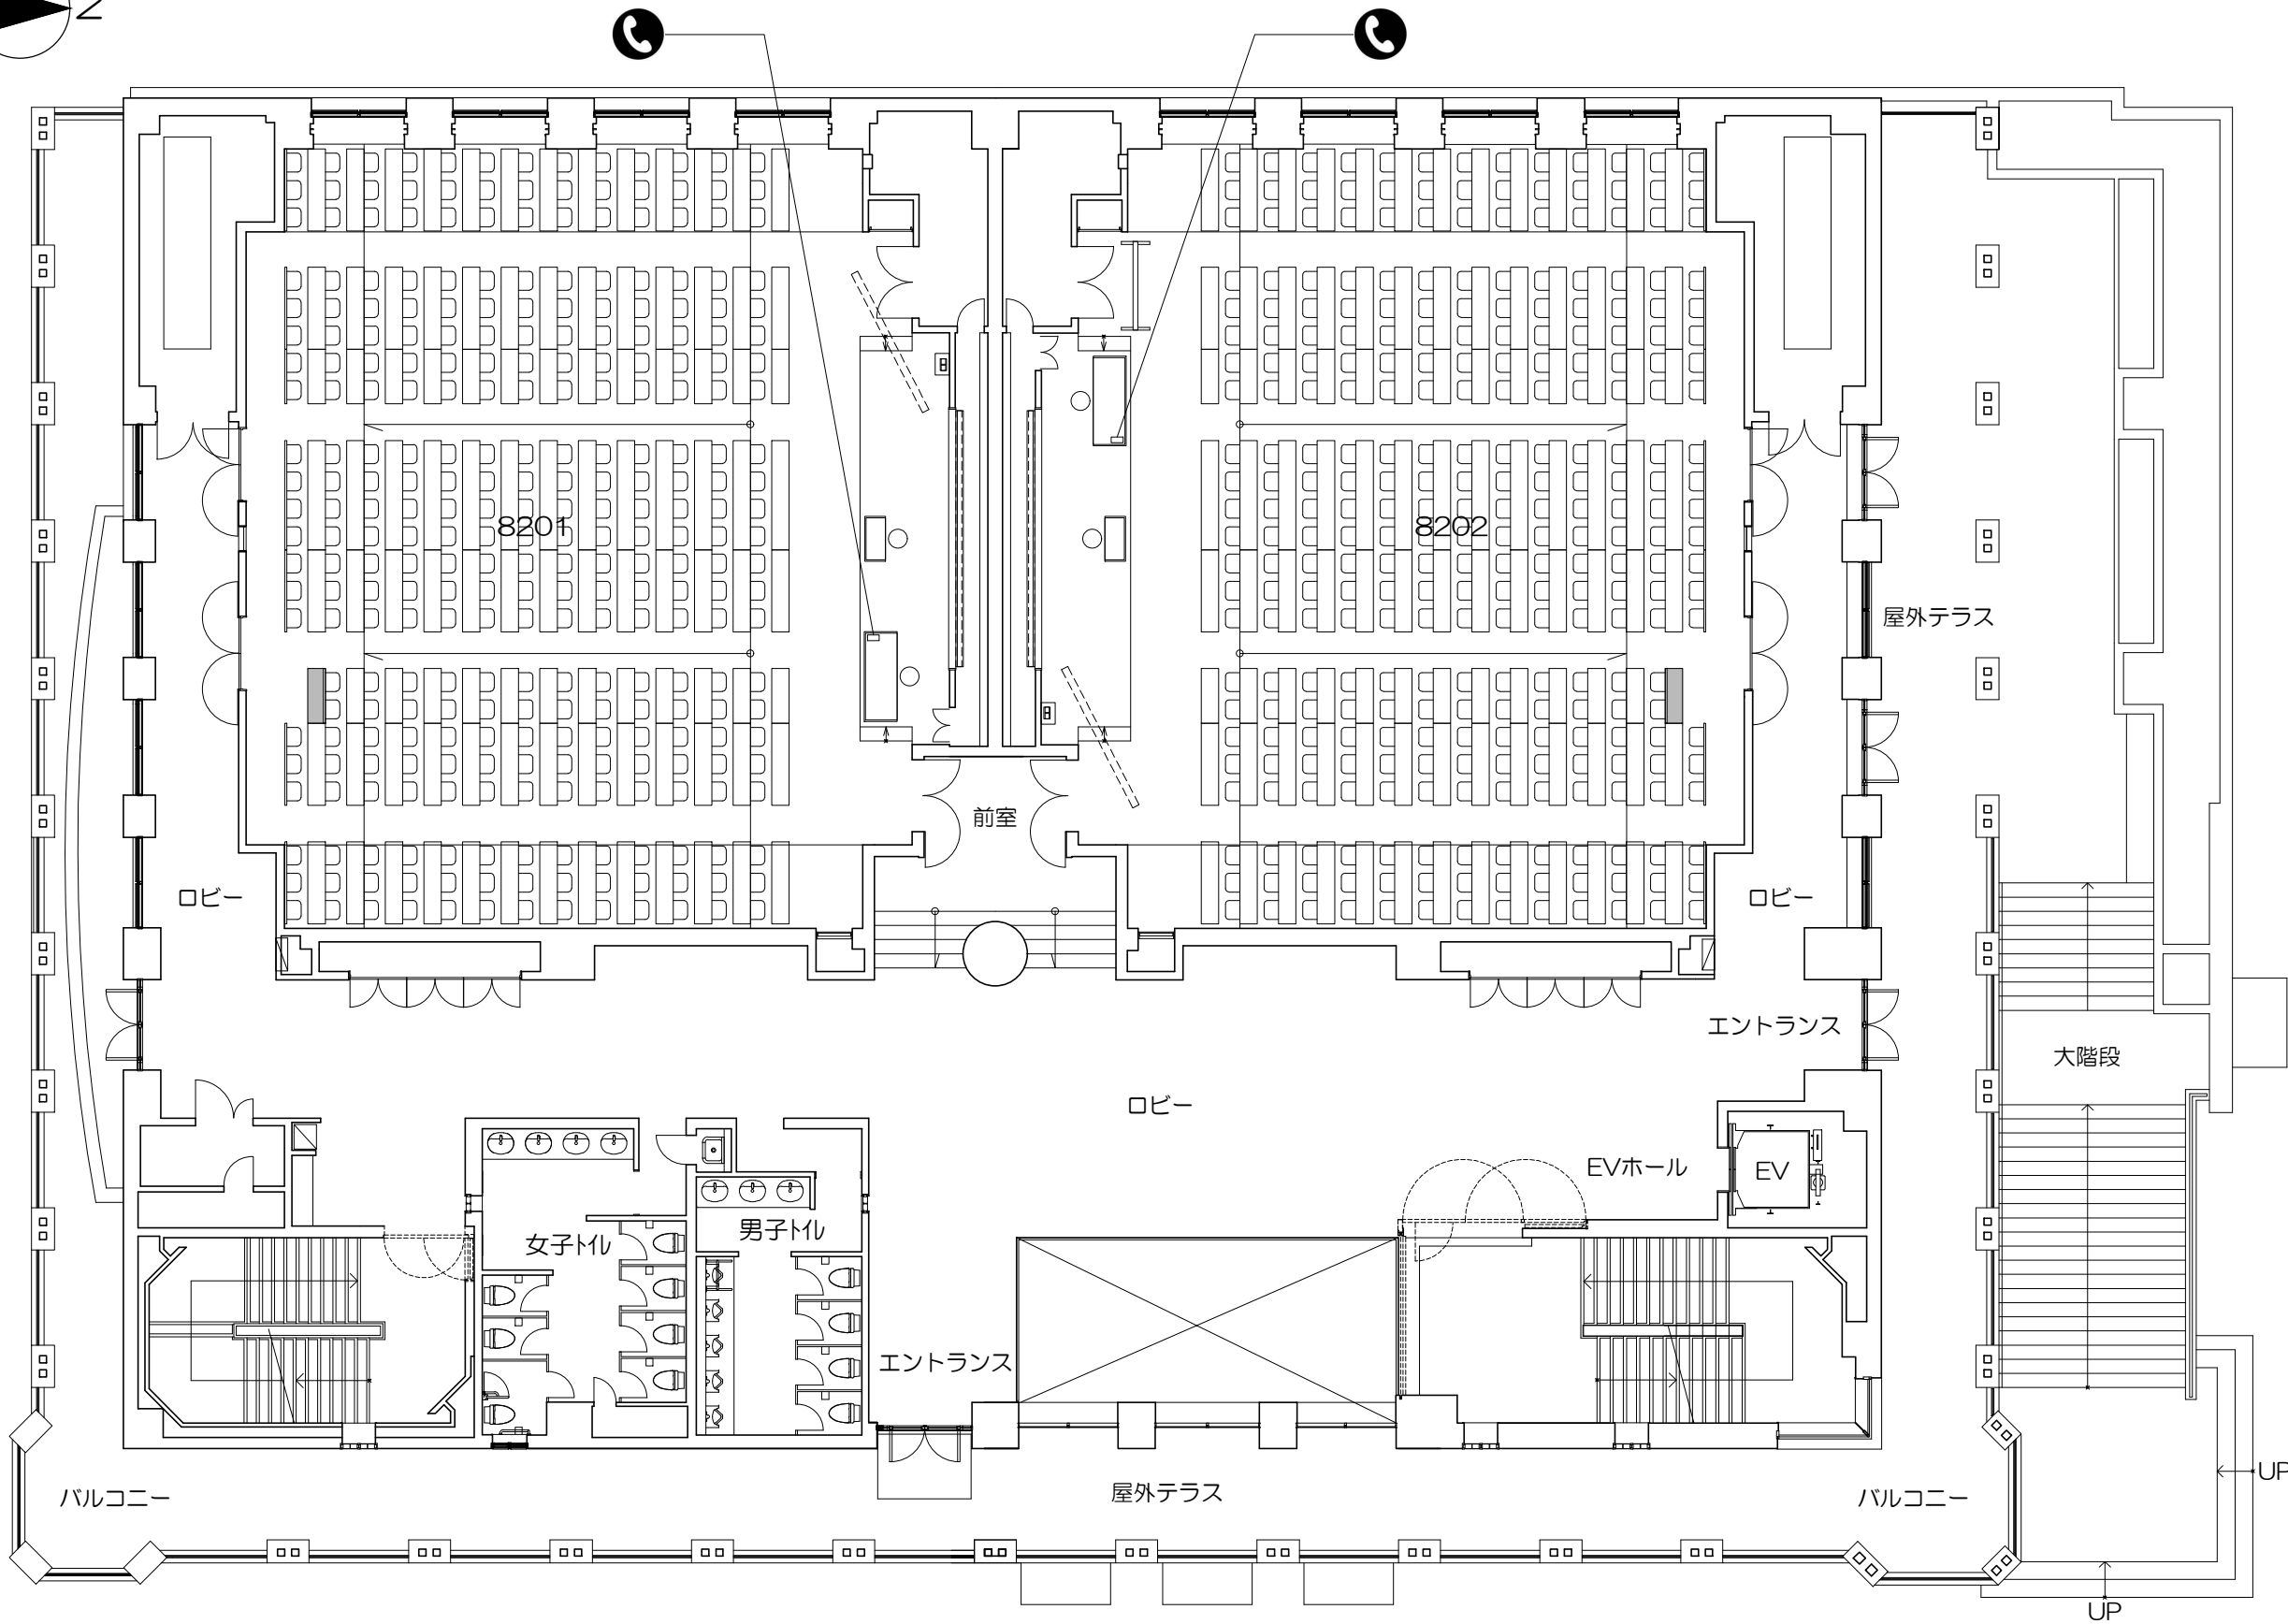 8201
8202
屋外テラス
前室
ロビー
ロビー
エントランス
大階段
ロビー
EVホール
EV
女子トイレ
男子トイレ
エントランス
バルコニー
屋外テラス
バルコニー
UP
UP